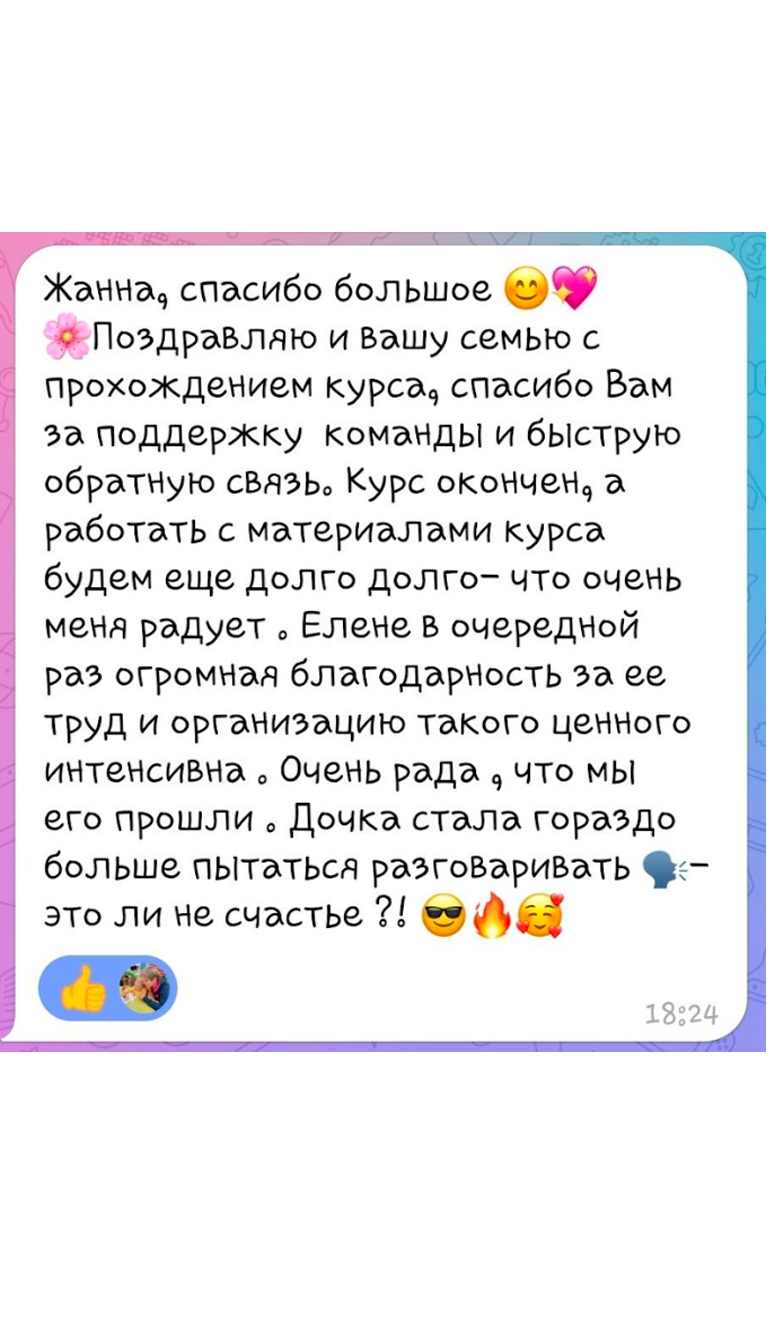 Жанна, спасибо большое 😊💖
🌸Поздравляю и вашу семью с
прохождением курса, спасибо Вам
за поддержку команды и быструю
обратную связь. Курс окончен, а
работать с материалами курса
будем еще долго долго- что очень
меня радует . Елене в очередной
раз огромная благодарность за ее
труд и организацию такого ценного
интенсивна . Очень рада , что мы
его прошли . Дочка стала гораздо
больше пытаться разговаривать 🗣️-
это ли не счастье ?! 😎🔥🥰
18:24